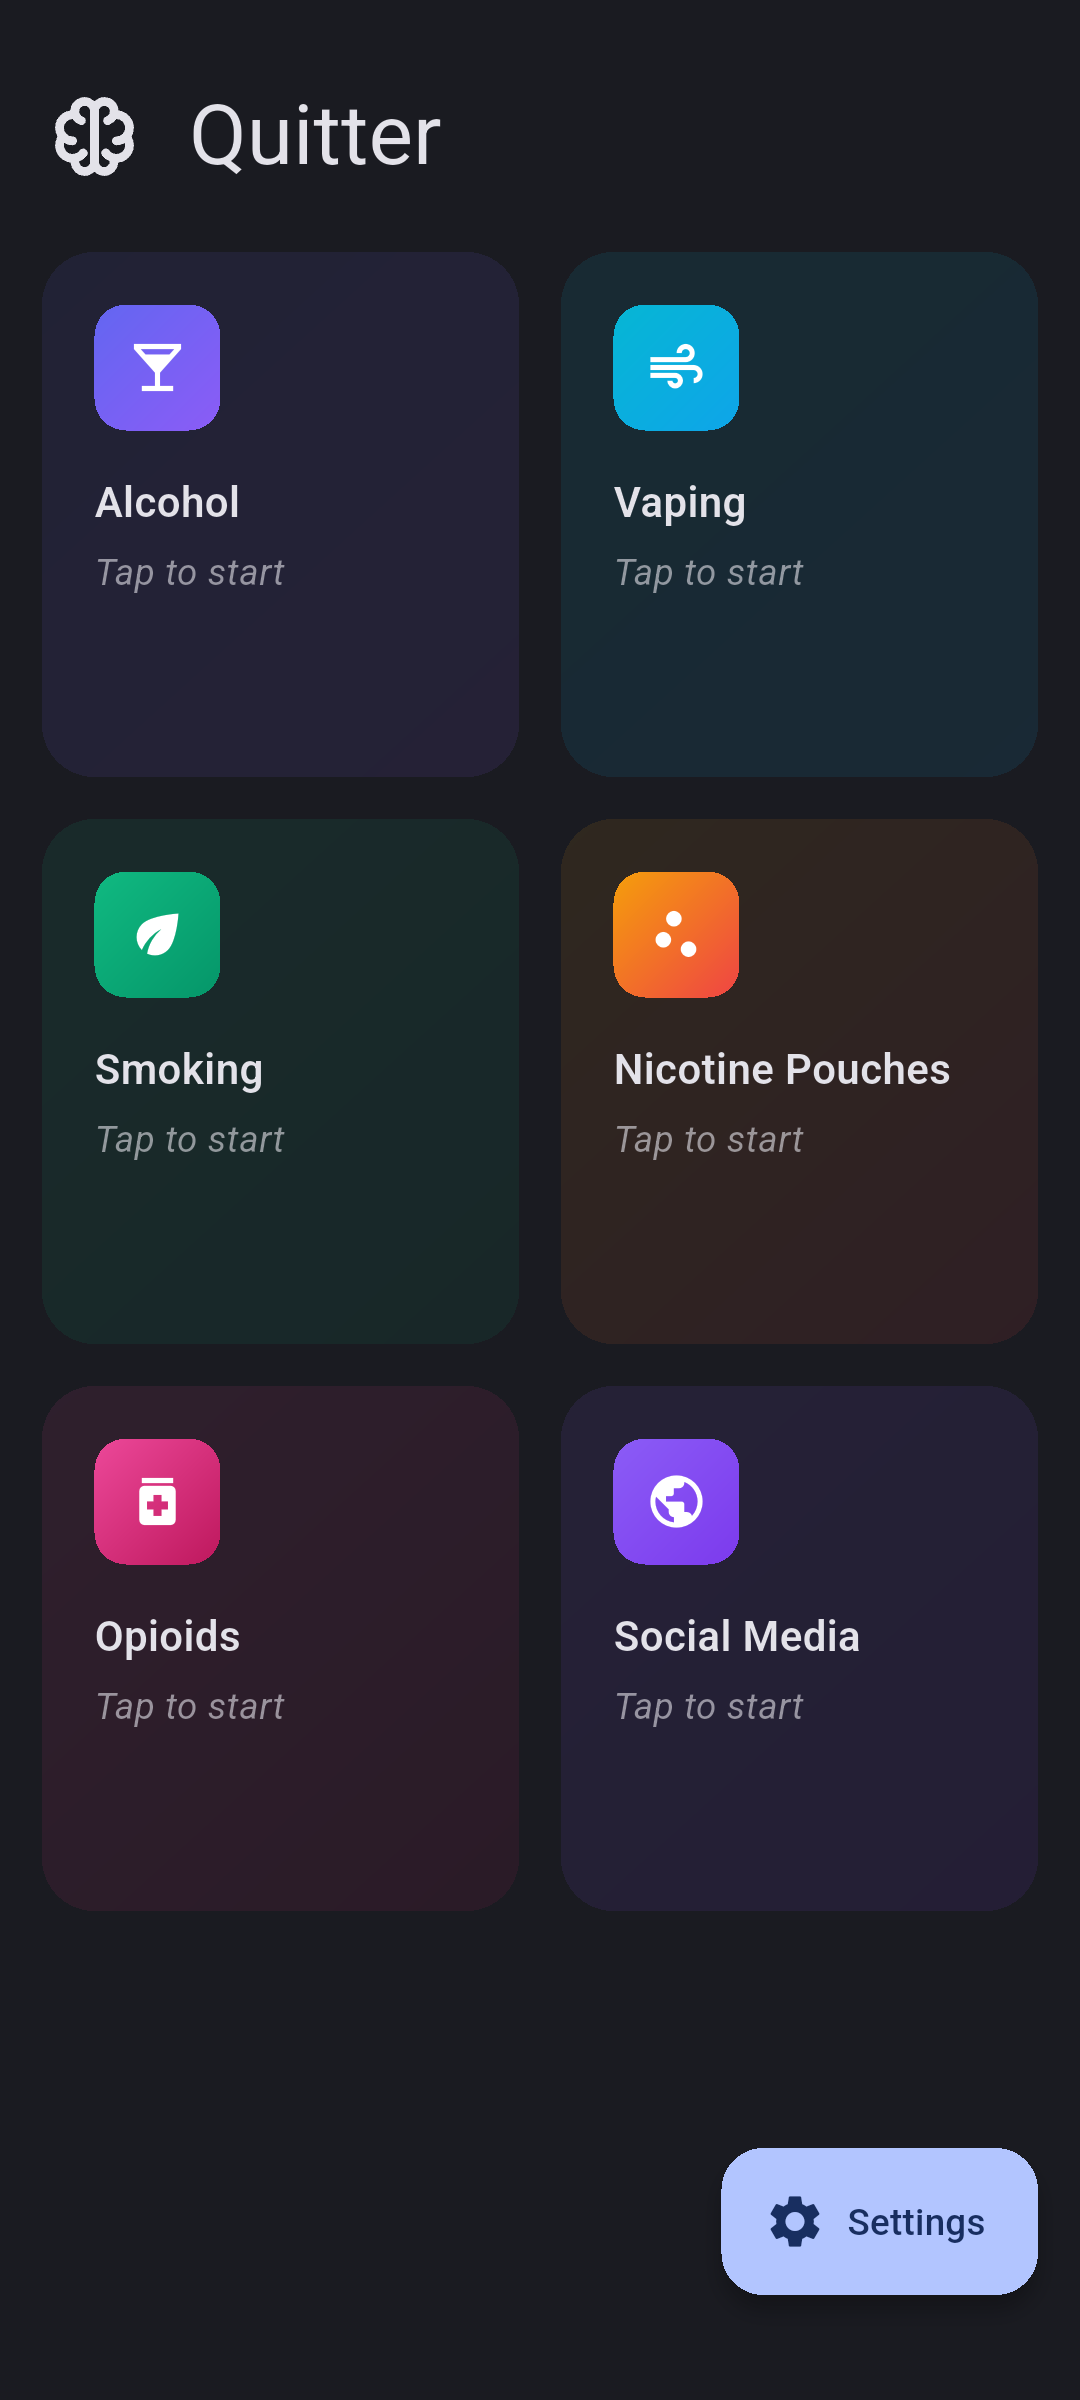 Quitter
Alcohol
Tap to start
Vaping
Tap to start
Smoking
Tap to start
Nicotine Pouches
Tap to start
Opioids
Tap to start
Social Media
Tap to start
Settings